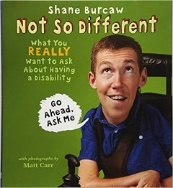 Shane Burcaw
Not So Different
What You
REALLY
Want to Ask
About Having
a Disability
GO
Ahead,
Ask Me
with photographs by Matt Carr